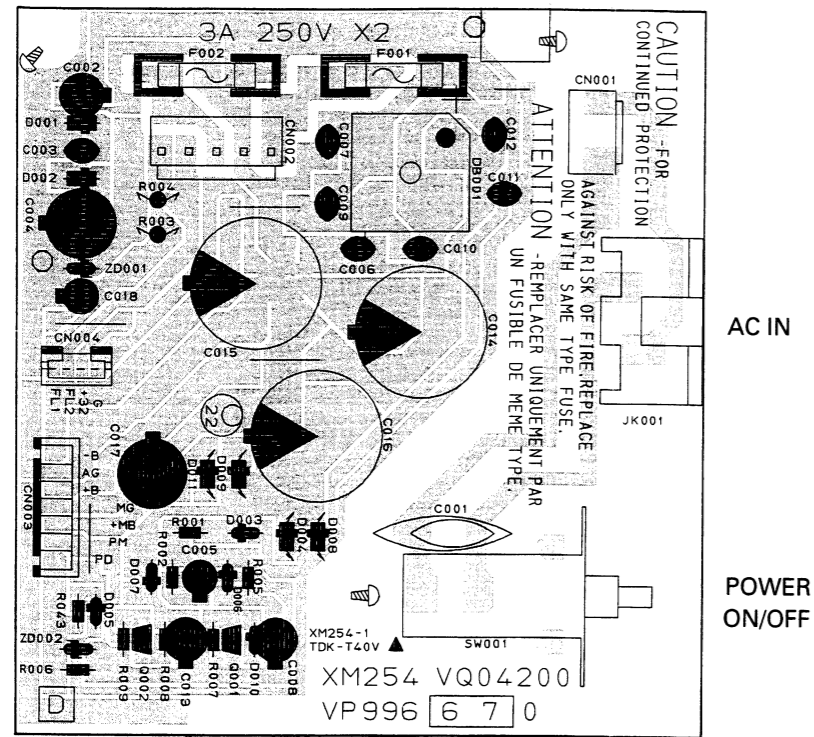 3A 250V X2
F002
F001
C002
D001
C003
D002
C004
ZD001
C018
R004
R003
CN002
C007
C009
DB001
C012
C011
C006
C010
CN001
CAUTION -FOR
CONTINUED PROTECTION
AGAINST RISK OF FIRE,REPLACE
ONLY WITH SAME TYPE FUSE.
ATTENTION -REMPLACER UNIQUEMENT PAR
UN FUSIBLE DE MEME TYPE.
AC IN
JK001
C015
C014
C016
CN004
G
+32
FL2
FL1
22
C017
CN003
-B
AG
+B
MG
+MB
PM
PD
D011
D009
R001
D003
D004
D008
C001
R002
C005
D007
D006
R005
R043
D005
ZD002
R006
R009
Q002
R008
C019
R007
Q001
D010
C008
XM254-1
TDK-T40V
SW001
POWER
ON/OFF
D
XM254 VQ04200
VP996 6 7 0